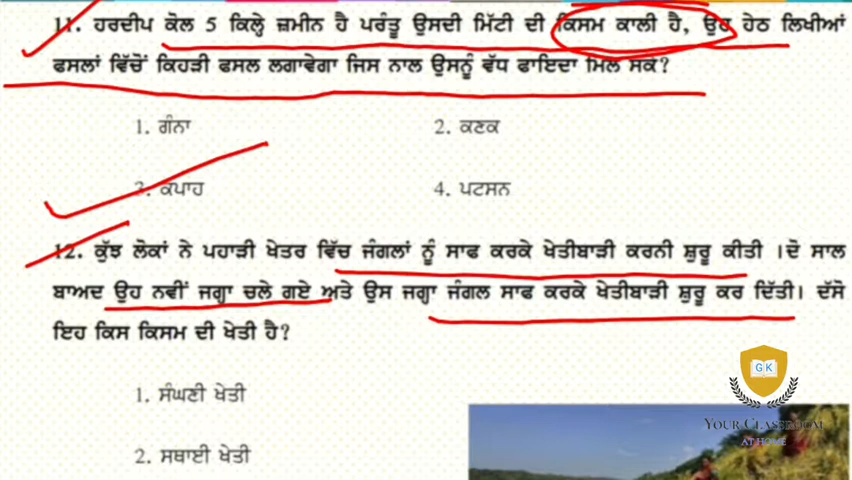 11. ਹਰਦੀਪ ਕੋਲ 5 ਕਿਲ੍ਹੇ ਜ਼ਮੀਨ ਹੈ ਪਰੰਤੂ ਉਸਦੀ ਮਿੱਟੀ ਦੀ ਕਿਸਮ ਕਾਲੀ ਹੈ, ਉਹ ਹੇਠ ਲਿਖੀਆਂ
ਫਸਲਾਂ ਵਿੱਚੋਂ ਕਿਹੜੀ ਫਸਲ ਲਗਾਵੇਗਾ ਜਿਸ ਨਾਲ ਉਸਨੂੰ ਵੱਧ ਫਾਇਦਾ ਮਿਲ ਸਕੇ?
1. ਗੰਨਾ
2. ਕਣਕ
3. ਕਪਾਹ
4. ਪਟਸਨ
12. ਕੁੱਝ ਲੋਕਾਂ ਨੇ ਪਹਾੜੀ ਖੇਤਰ ਵਿੱਚ ਜੰਗਲਾਂ ਨੂੰ ਸਾਫ ਕਰਕੇ ਖੇਤੀਬਾੜੀ ਕਰਨੀ ਸ਼ੁਰੂ ਕੀਤੀ ।ਦੋ ਸਾਲ
ਬਾਅਦ ਉਹ ਨਵੀਂ ਜਗ੍ਹਾ ਚਲੇ ਗਏ ਅਤੇ ਉਸ ਜਗ੍ਹਾ ਜੰਗਲ ਸਾਫ ਕਰਕੇ ਖੇਤੀਬਾੜੀ ਸ਼ੁਰੂ ਕਰ ਦਿੱਤੀ। ਦੱਸੋ
ਇਹ ਕਿਸ ਕਿਸਮ ਦੀ ਖੇਤੀ ਹੈ?
1. ਸੰਘਣੀ ਖੇਤੀ
2. ਸਥਾਈ ਖੇਤੀ
GK
YOUR CLASSROOM
AT HOME